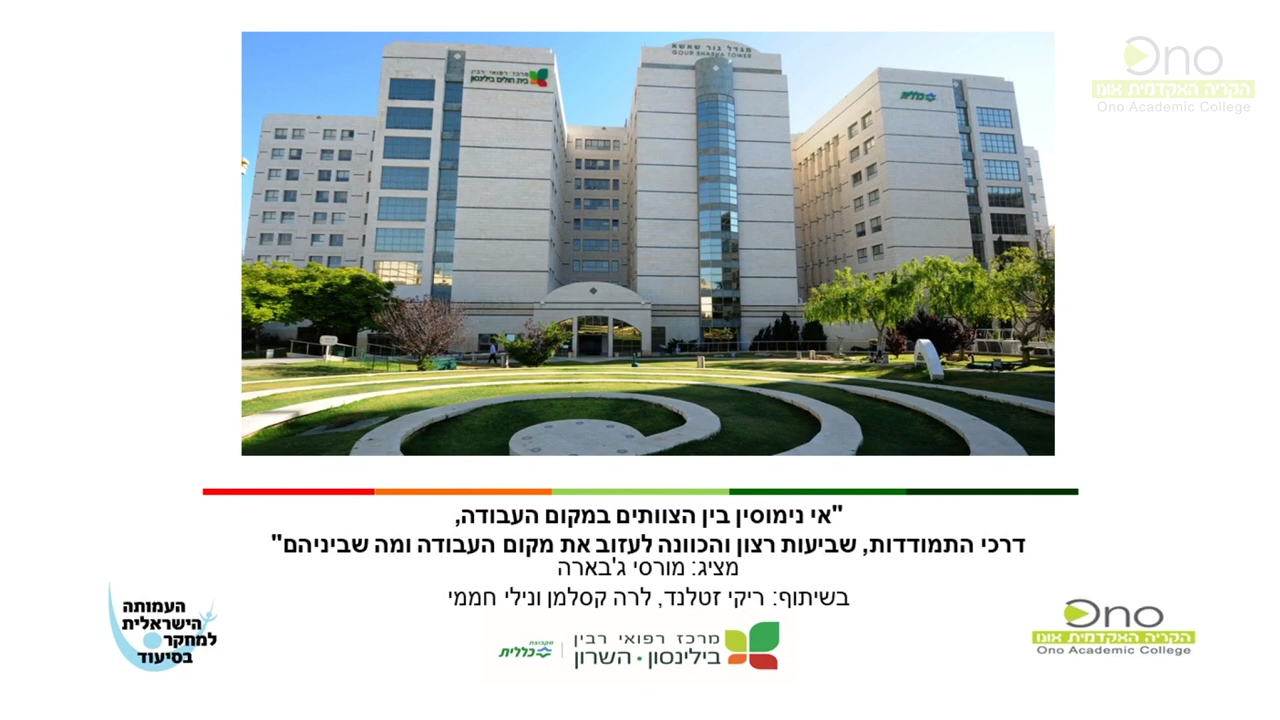 מגדל גור שאשא
GOUR SHASHA TOWER
מרכז רפואי רבין
בית חולים בילינסון
כללית
Ono
הקריה האקדמית אונו
Ono Academic College
"אי נימוסין בין הצוותים במקום העבודה,
דרכי התמודדות, שביעות רצון והכוונה לעזוב את מקום העבודה ומה שביניהם"
מציג: מורסי ג'בארה
בשיתוף: ריקי זטלנד, לרה קסלמן ונילי חממי
העמותה
הישראלית
למחקר
בסיעוד
מרכז רפואי רבין
בילינסון • השרון
מקבוצת
כללית
Ono
הקריה האקדמית אונו
Ono Academic College